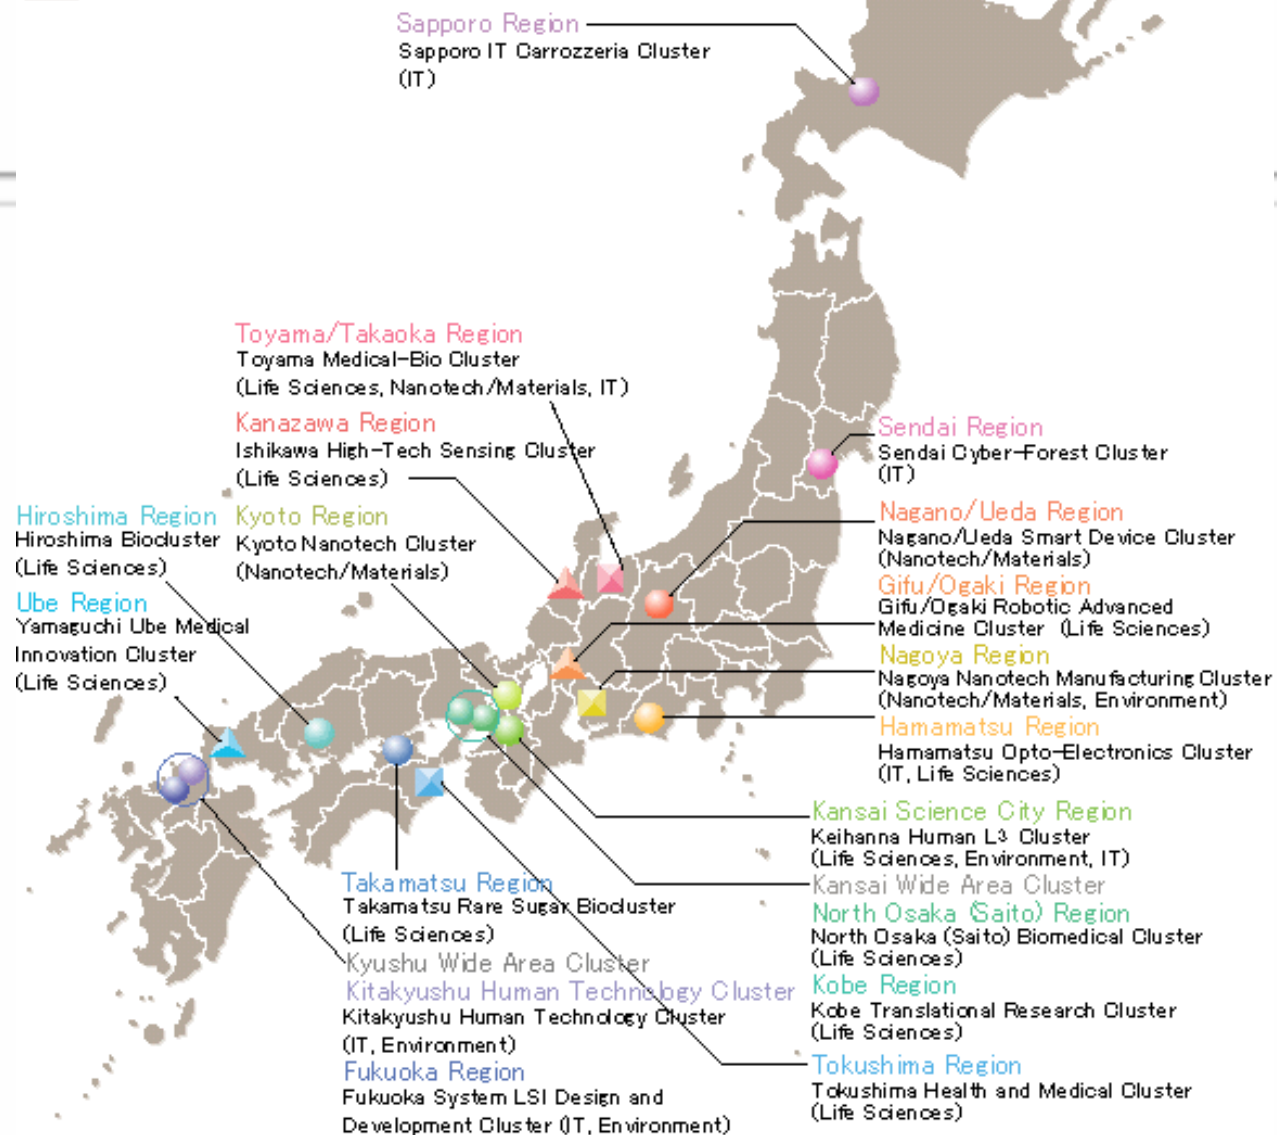 Sapporo Region
Sapporo IT Carrozzeria Cluster
(IT)
Toyama/Takaoka Region
Toyama Medical-Bio Cluster
(Life Sciences, Nanotech/Materials, IT)
Kanazawa Region
Ishikawa High-Tech Sensing Cluster
(Life Sciences)
Hiroshima Region
Hiroshima Biocluster
(Life Sciences)
Kyoto Region
Kyoto Nanotech Cluster
(Nanotech/Materials)
Ube Region
Yamaguchi Ube Medical
Innovation Cluster
(Life Sciences)
Sendai Region
Sendai Cyber-Forest Cluster
(IT)
Nagano/Ueda Region
Nagano/Ueda Smart Device Cluster
(Nanotech/Materials)
Gifu/Ogaki Region
Gifu/Ogaki Robotic Advanced
Medicine Cluster (Life Sciences)
Nagoya Region
Nagoya Nanotech Manufacturing Cluster
(Nanotech/Materials, Environment)
Hamamatsu Region
Hamamatsu Opto-Electronics Cluster
(IT, Life Sciences)
Kansai Science City Region
Keihanna Human L3 Cluster
(Life Sciences, Environment, IT)
Kansai Wide Area Cluster
North Osaka (Saito) Region
North Osaka (Saito) Biomedical Cluster
(Life Sciences)
Kobe Region
Kobe Translational Research Cluster
(Life Sciences)
Tokushima Region
Tokushima Health and Medical Cluster
(Life Sciences)
Takamatsu Region
Takamatsu Rare Sugar Biocluster
(Life Sciences)
Kyushu Wide Area Cluster
Kitakyushu Human Technology Cluster
Kitakyushu Human Technology Cluster
(IT, Environment)
Fukuoka Region
Fukuoka System LSI Design and
Development Cluster (IT, Environment)